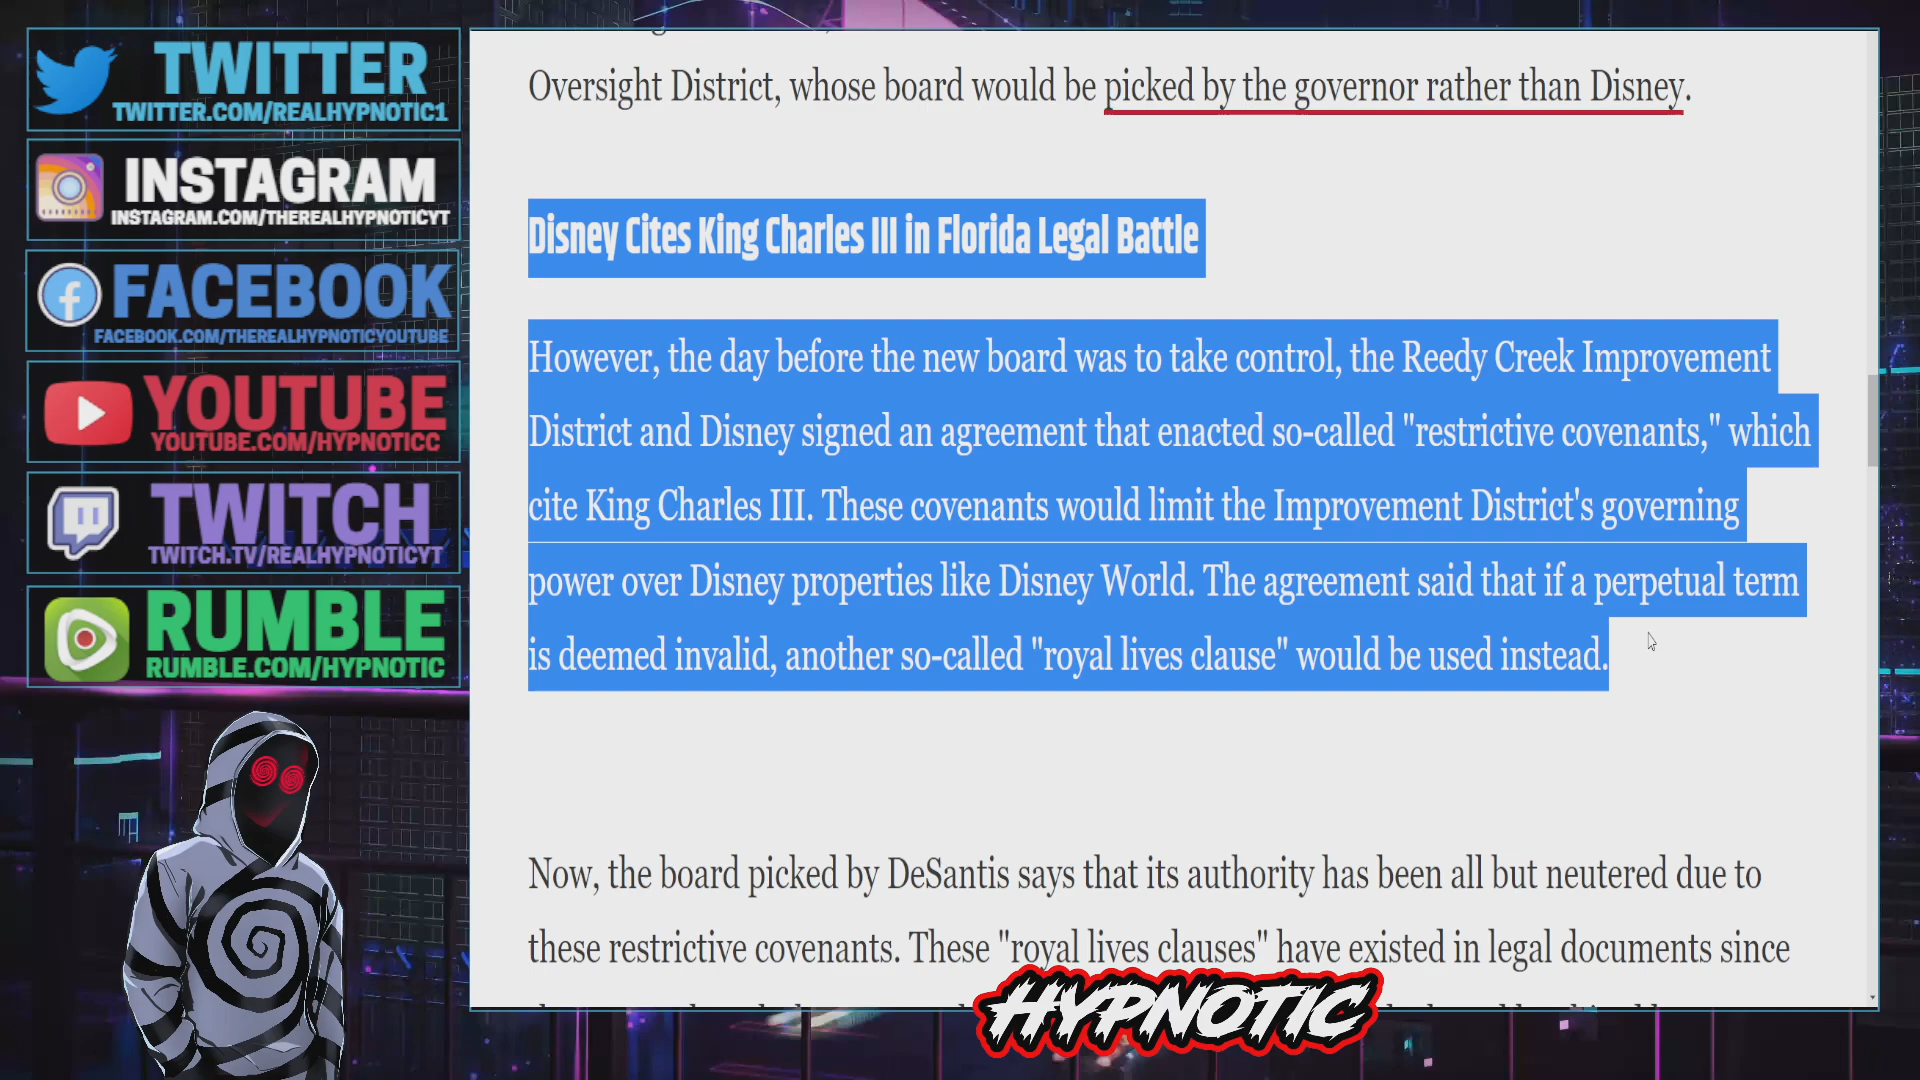 TWITTER
TWITTER.COM/REALHYPNOTIC1
INSTAGRAM
INSTAGRAM.COM/THEREALHYPNOTICYT
FACEBOOK
FACEBOOK.COM/THEREALHYPNOTICYOUTUBE
YOUTUBE
YOUTUBE.COM/HYPNOTICC
TWITCH
TWITCH.TV/REALHYPNOTICYT
RUMBLE
RUMBLE.COM/HYPNOTIC
Oversight District, whose board would be picked by the governor rather than Disney.
Disney Cites King Charles III in Florida Legal Battle
However, the day before the new board was to take control, the Reedy Creek Improvement
District and Disney signed an agreement that enacted so-called "restrictive covenants," which
cite King Charles III. These covenants would limit the Improvement District's governing
power over Disney properties like Disney World. The agreement said that if a perpetual term
is deemed invalid, another so-called "royal lives clause" would be used instead.
Now, the board picked by DeSantis says that its authority has been all but neutered due to
these restrictive covenants. These "royal lives clauses" have existed in legal documents since
HYPNOTIC